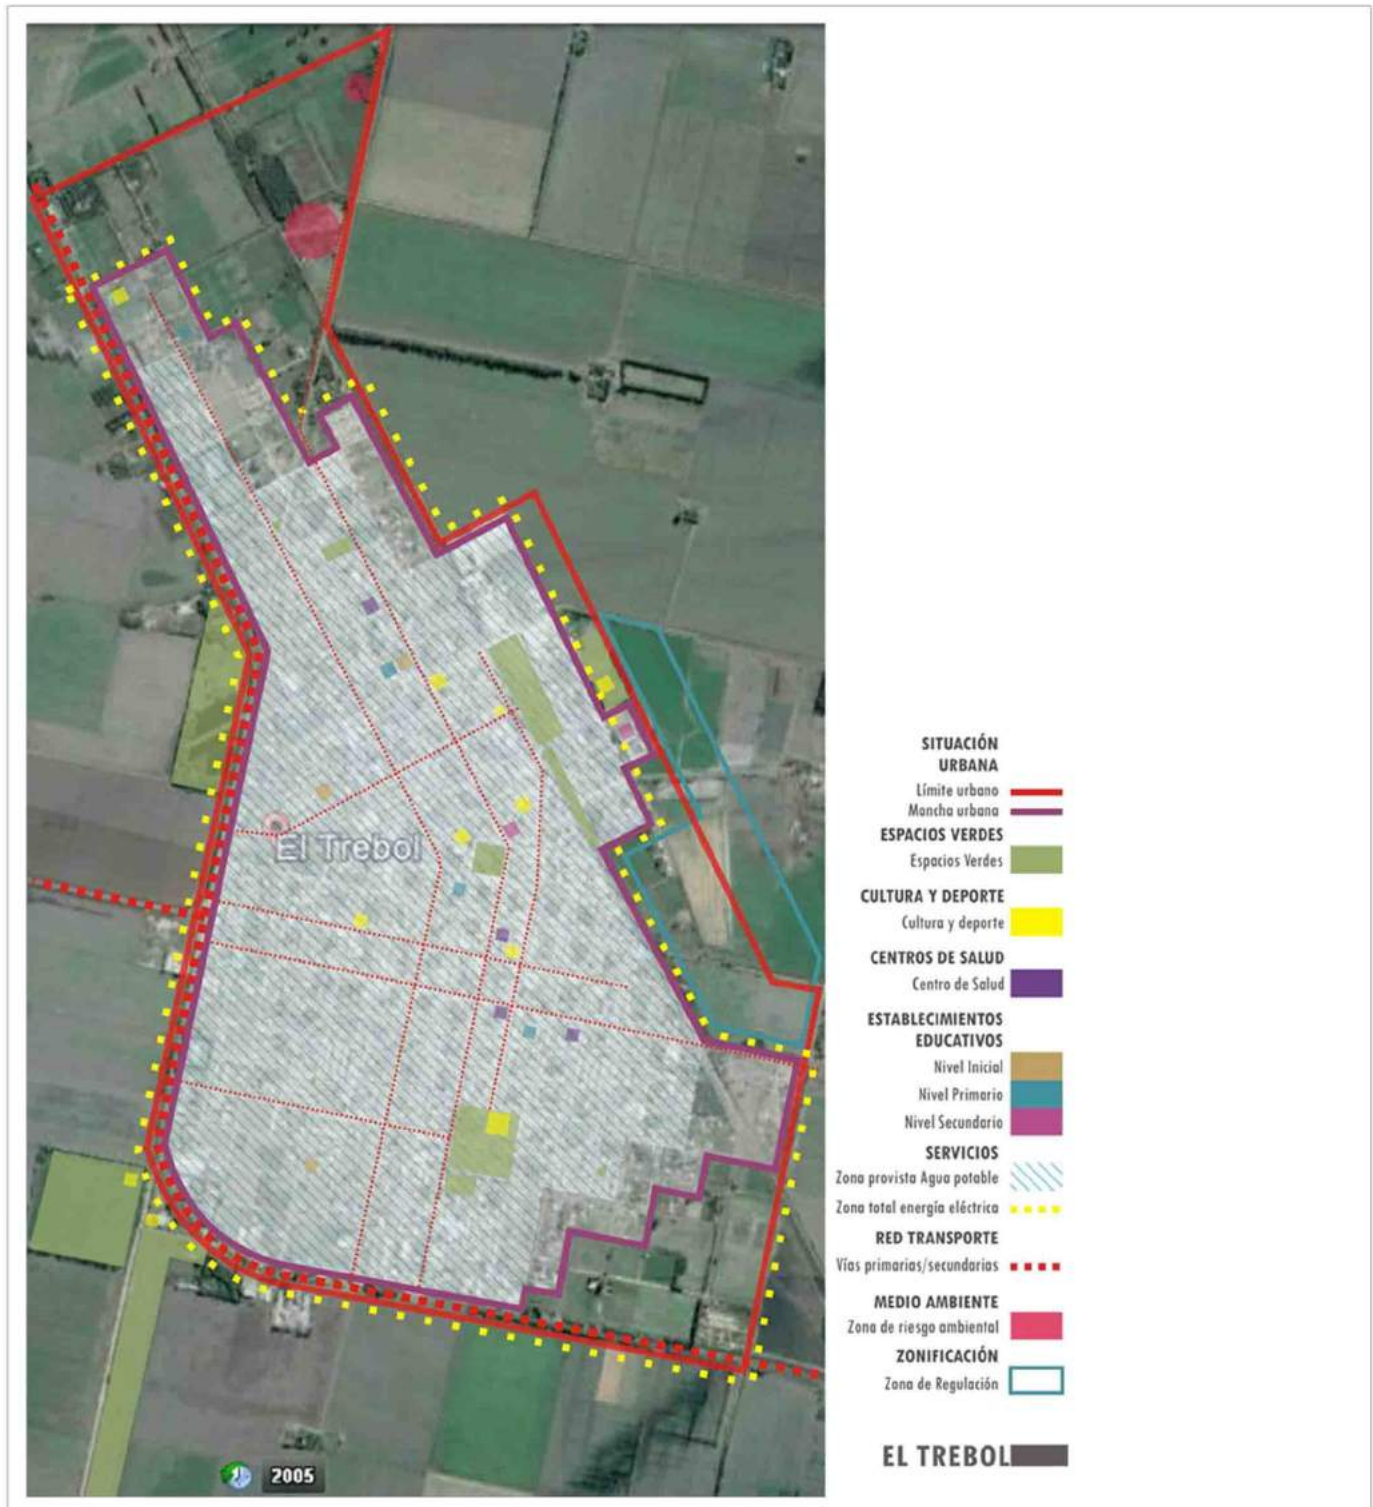 El Trebol
2005
SITUACIÓN
URBANA
Límite urbano
Mancha urbana
ESPACIOS VERDES
Espacios Verdes
CULTURA Y DEPORTE
Cultura y deporte
CENTROS DE SALUD
Centro de Salud
ESTABLECIMIENTOS
EDUCATIVOS
Nivel Inicial
Nivel Primario
Nivel Secundario
SERVICIOS
Zona provista Agua potable
Zona total energía eléctrica
RED TRANSPORTE
Vías primarias/secundarias
MEDIO AMBIENTE
Zona de riesgo ambiental
ZONIFICACIÓN
Zona de Regulación
EL TREBOL